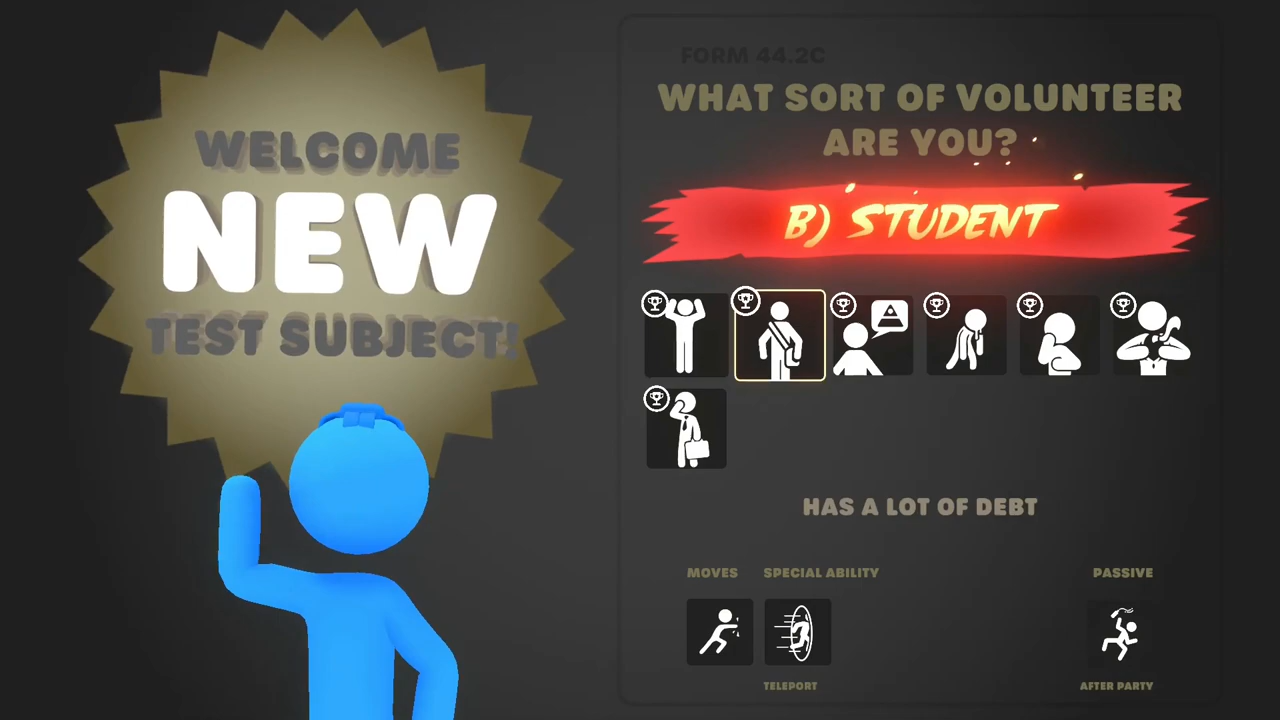 WELCOME
NEW
TEST SUBJECT!
FORM 44.2C
WHAT SORT OF VOLUNTEER
ARE YOU?
B) STUDENT
HAS A LOT OF DEBT
MOVES
SPECIAL ABILITY
PASSIVE
TELEPORT
AFTER PARTY